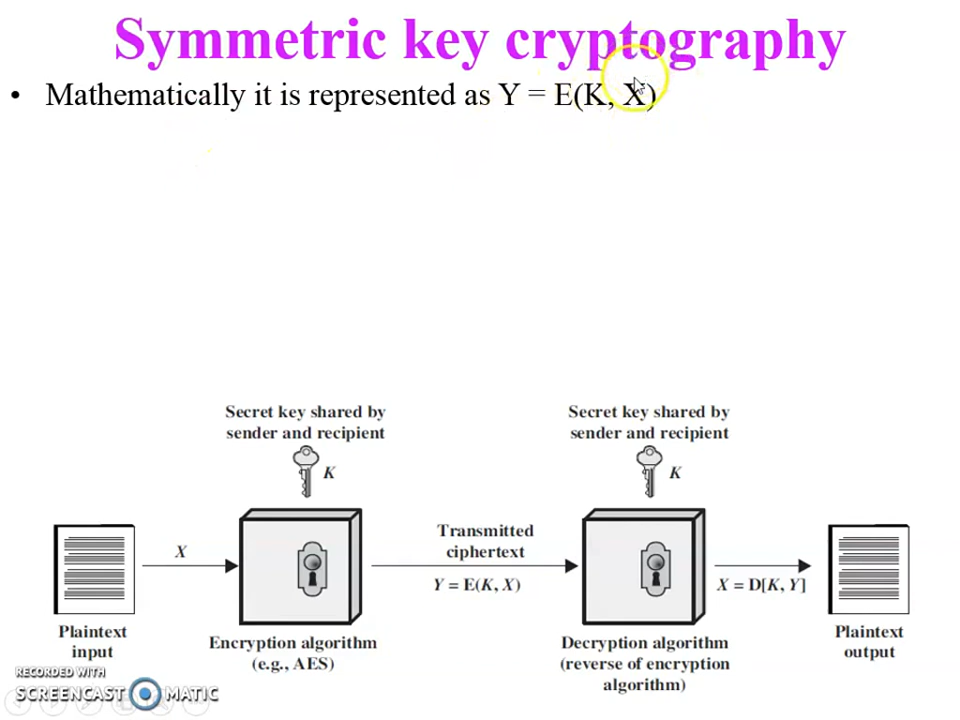 Symmetric key cryptography
• Mathematically it is represented as Y = E(K, X)
Secret key shared by
sender and recipient
K
Secret key shared by
sender and recipient
K
X
Transmitted
ciphertext
Y = E(K, X)
X = D[K, Y]
Plaintext
input
Encryption algorithm
(e.g., AES)
Decryption algorithm
(reverse of encryption
algorithm)
Plaintext
output
RECORDED WITH
SCREENCAST MATIC